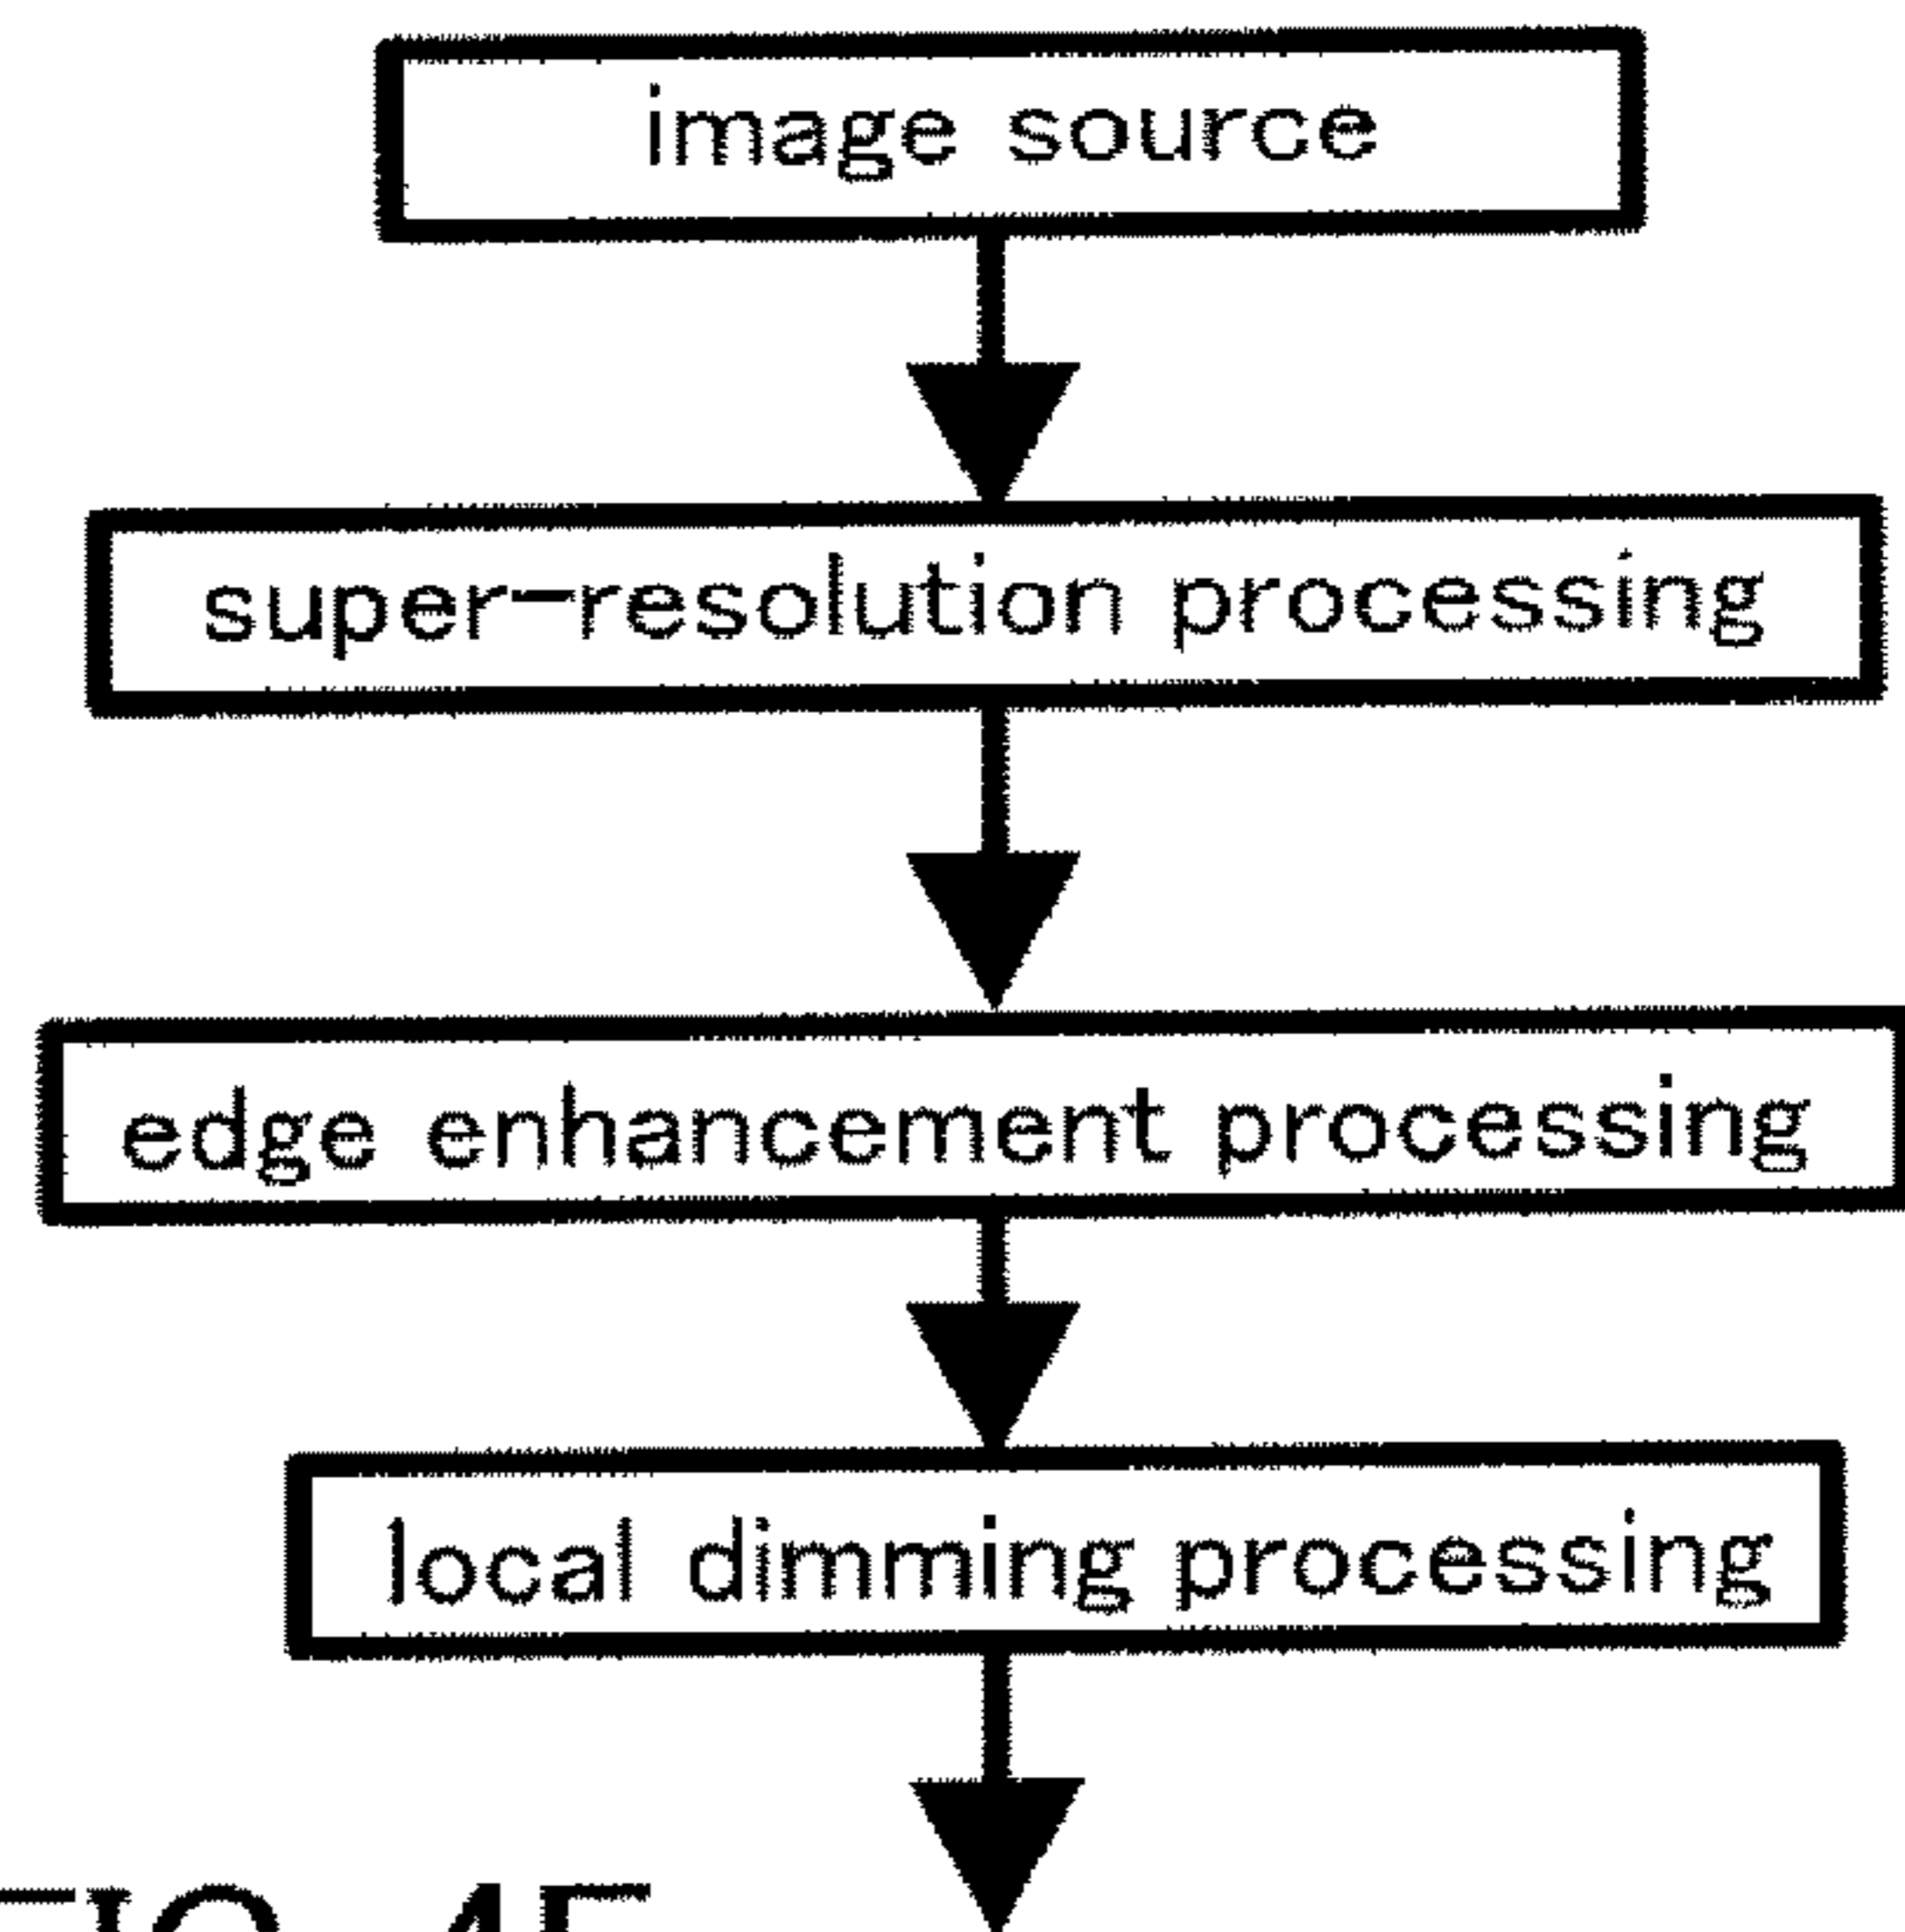 image source
super-resolution processing
edge enhancement processing
local dimming processing